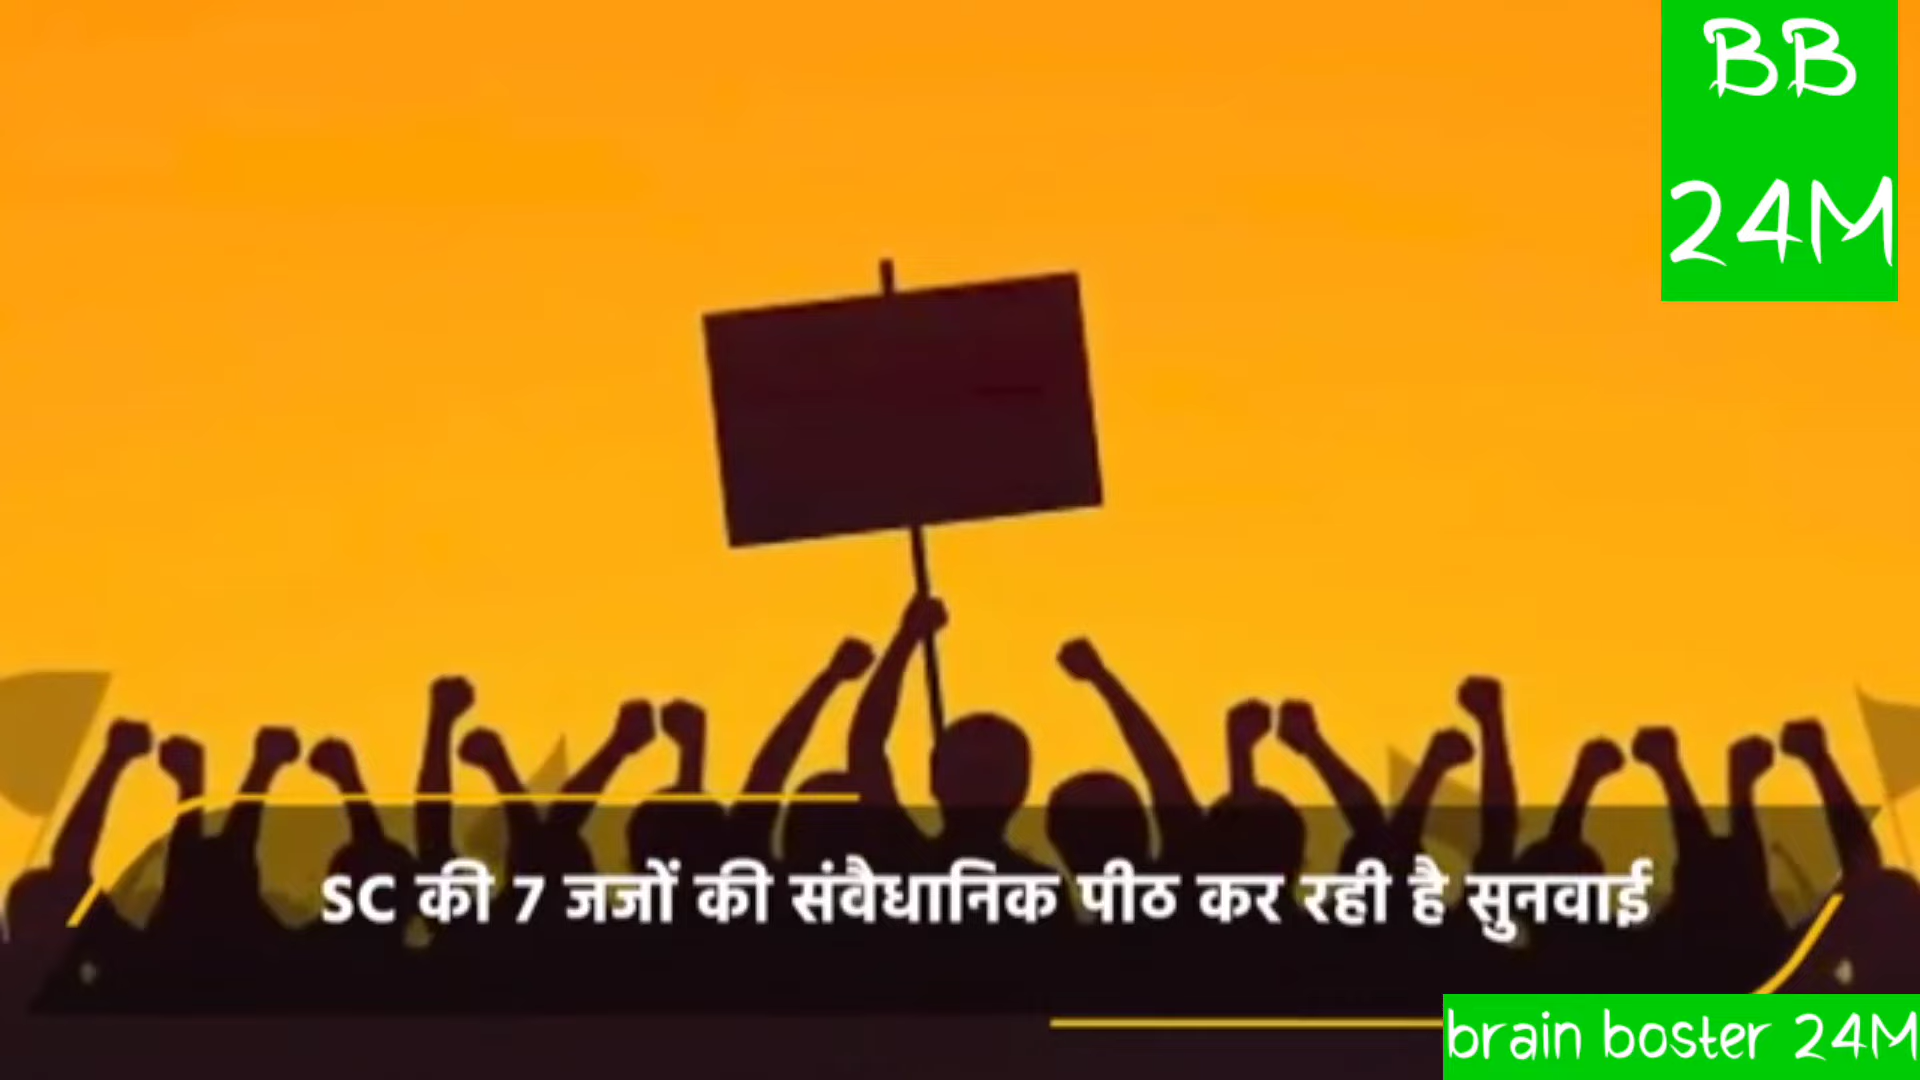 BB
24M
SC की 7 जजों की संवैधानिक पीठ कर रही है सुनवाई
brain boster 24M